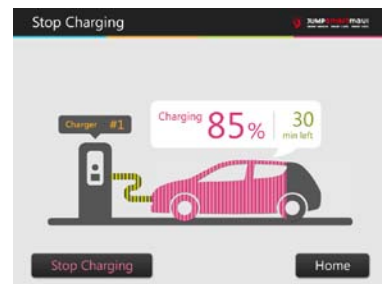 Stop Charging
JUMPSMARTMAUI
Charger #1
Charging 85%
30
min left
Stop Charging
Home